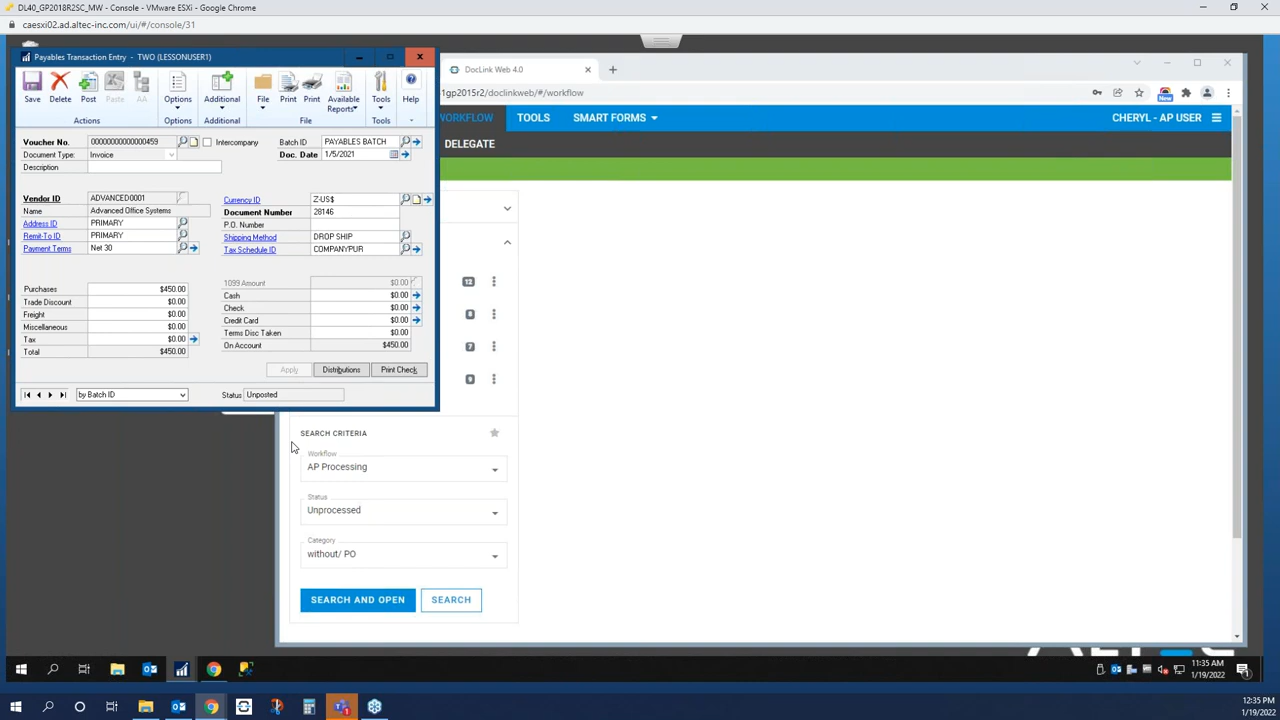 DL40_GP2018R2SC_MW - Console - VMware ESXi - Google Chrome
caesxi02.ad.altec-inc.com/ui/#/console/31
Payables Transaction Entry - TWO (LESSONUSER1)
Save
Delete
Post
Paste
AA
Options
Additional
File
Print
Print
Available Reports
Tools
Help
Actions
Options
Additional
File
Tools
Voucher No. 00000000000000459 Intercompany Batch ID PAYABLES BATCH
Document Type: Invoice Doc. Date 1/5/2021
Description
Vendor ID ADVANCED0001 Currency ID Z-US$
Name Advanced Office Systems Document Number 28146
Address ID PRIMARY P.O. Number
Remit-To ID PRIMARY Shipping Method DROP SHIP
Payment Terms Net 30 Tax Schedule ID COMPANYPUR
1099 Amount $0.00
Purchases $450.00 Cash $0.00
Trade Discount $0.00 Check $0.00
Freight $0.00 Credit Card $0.00
Miscellaneous $0.00 Terms Disc Taken $0.00
Tax $0.00 On Account $450.00
Total $450.00
Apply Distributions Print Check
by Batch ID Status Unposted
DocLink Web 4.0
1gp2015r2/doclinkweb/#/workflow
New
WORKFLOW TOOLS SMART FORMS CHERYL - AP USER
DELEGATE
12
8
7
9
SEARCH CRITERIA
Workflow
AP Processing
Status
Unprocessed
Category
without/ PO
SEARCH AND OPEN SEARCH
11:35 AM
1/19/2022
1
12:35 PM
1/19/2022